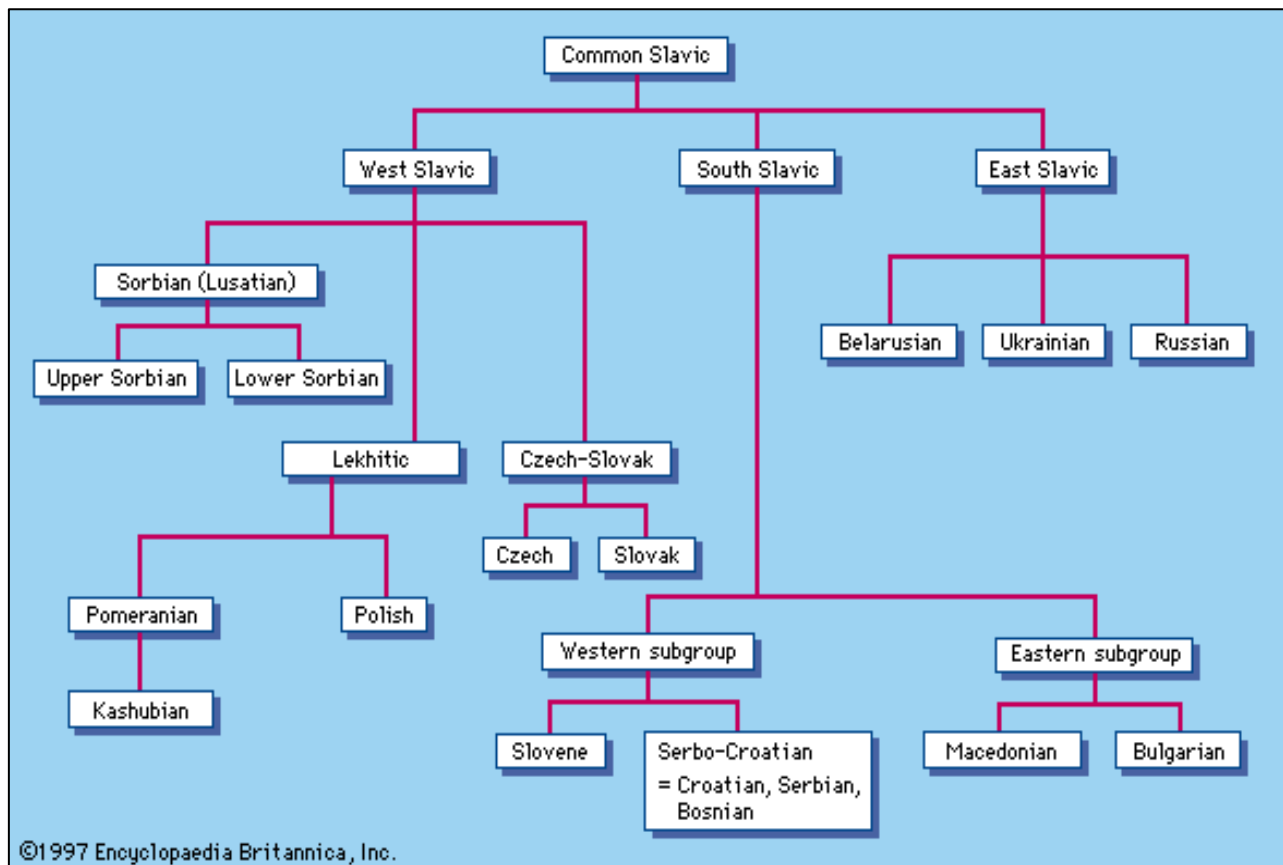 Common Slavic
West Slavic
South Slavic
East Slavic
Sorbian (Lusatian)
Upper Sorbian
Lower Sorbian
Belarusian
Ukrainian
Russian
Lekhitic
Czech-Slovak
Czech
Slovak
Pomeranian
Polish
Kashubian
Western subgroup
Eastern subgroup
Slovene
Serbo-Croatian
= Croatian, Serbian,
Bosnian
Macedonian
Bulgarian
©1997 Encyclopaedia Britannica, Inc.